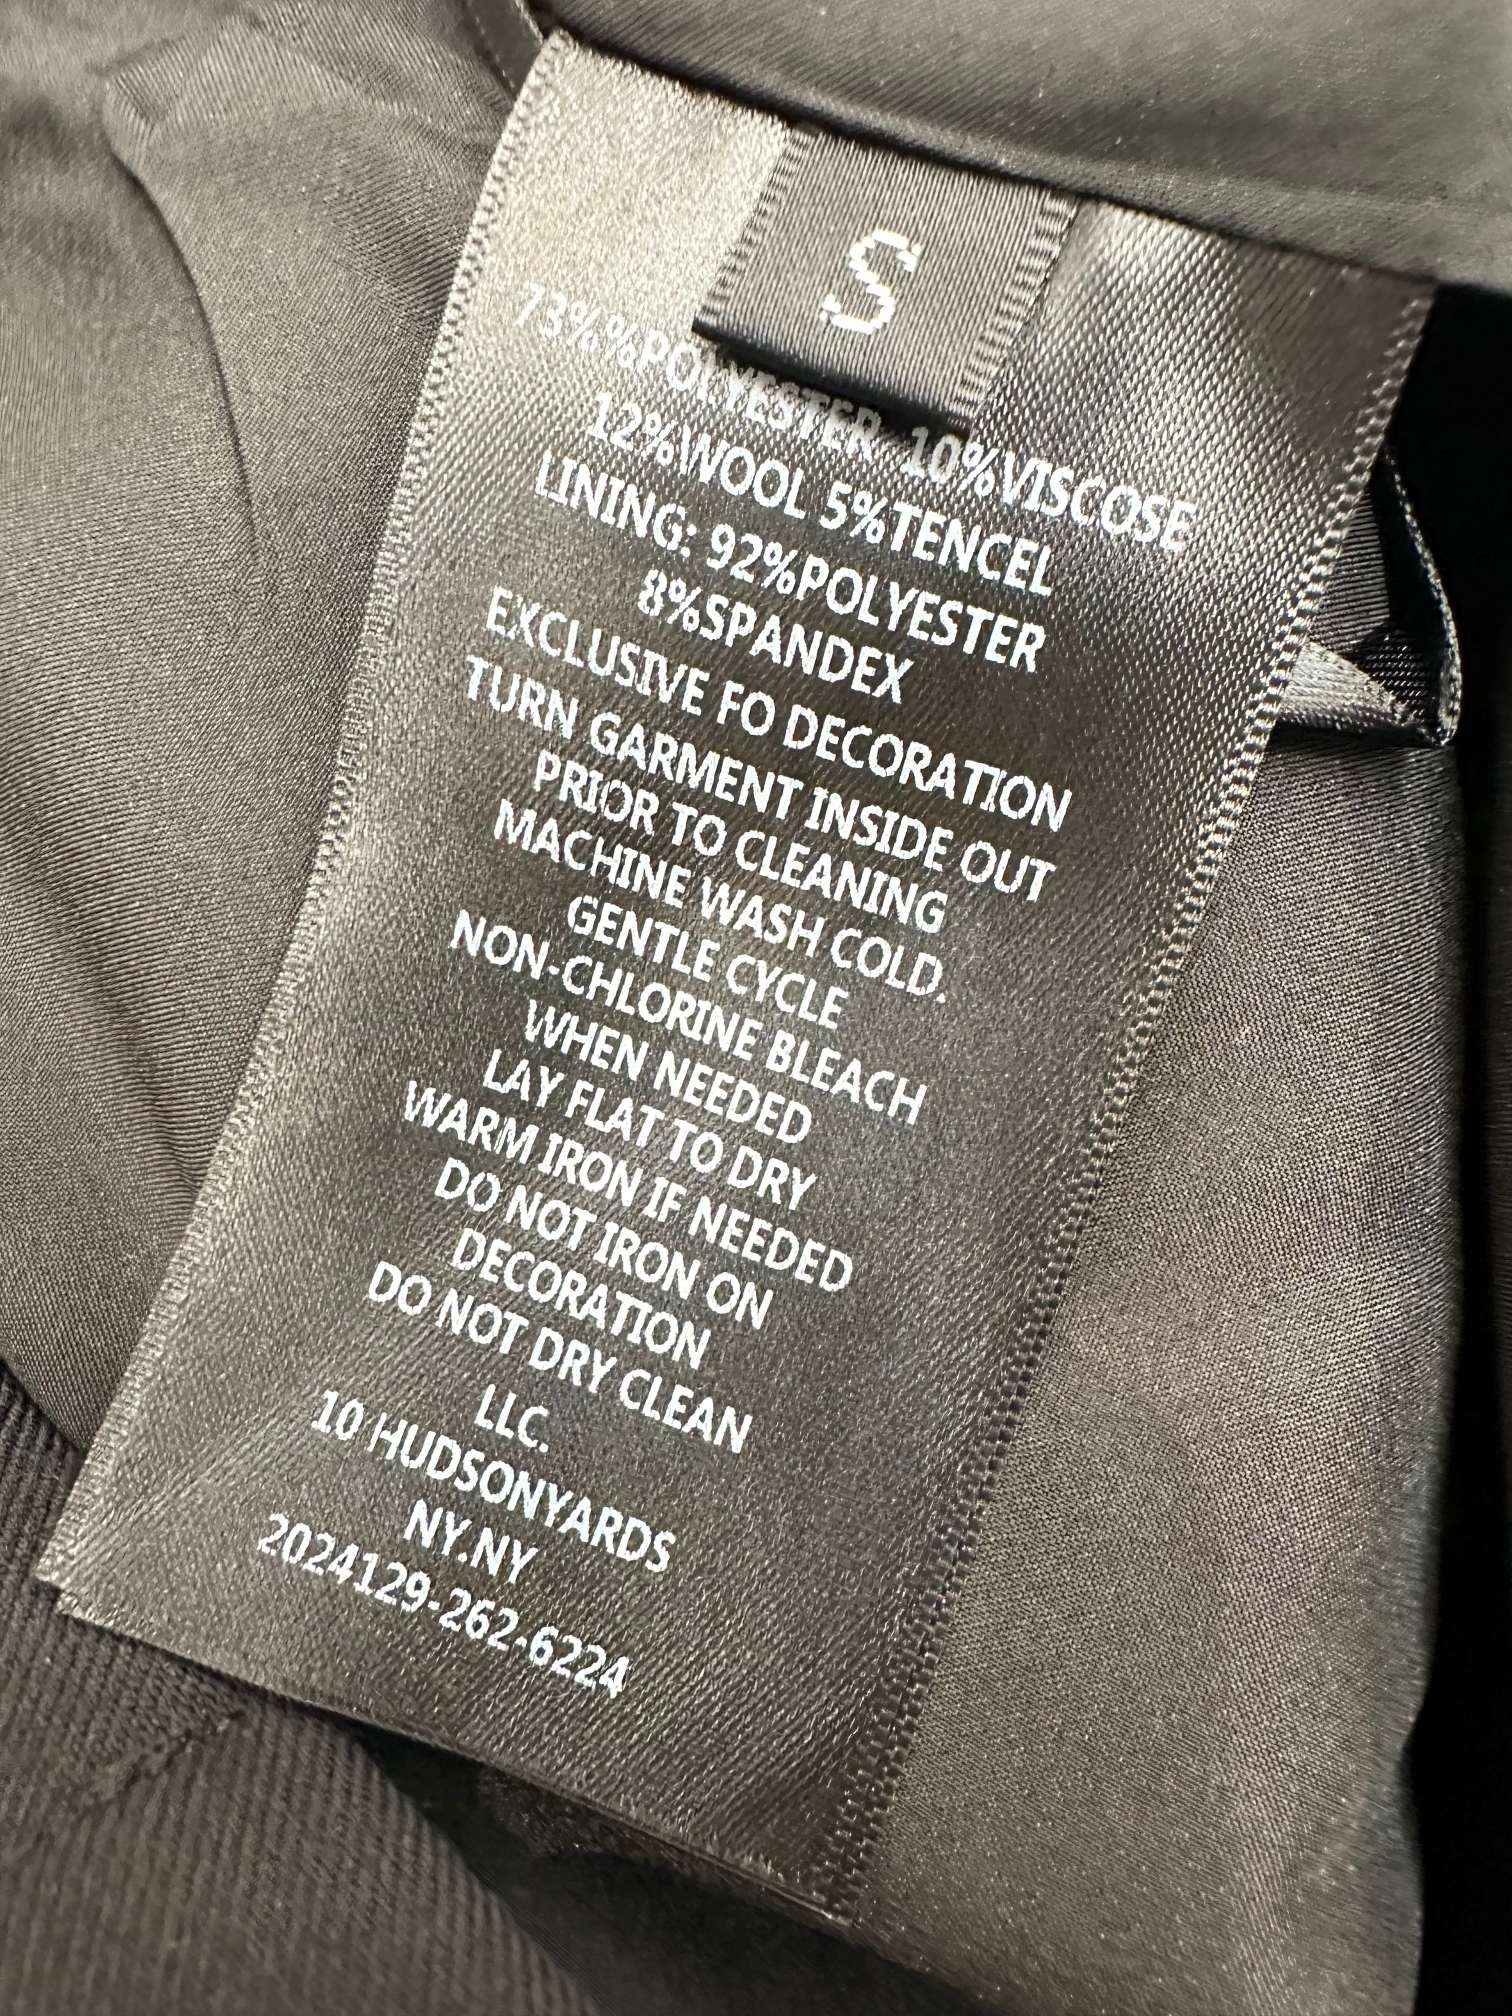 S
73%%POLYESTER 10%VISCOSE
12%WOOL 5%TENCEL
LINING: 92%POLYESTER
8%SPANDEX
EXCLUSIVE FO DECORATION
TURN GARMENT INSIDE OUT
PRIOR TO CLEANING
MACHINE WASH COLD.
GENTLE CYCLE
NON-CHLORINE BLEACH
WHEN NEEDED
LAY FLAT TO DRY
WARM IRON IF NEEDED
DO NOT IRON ON
DECORATION
DO NOT DRY CLEAN
LLC.
10 HUDSONYARDS
NY.NY
2024129-262-6224